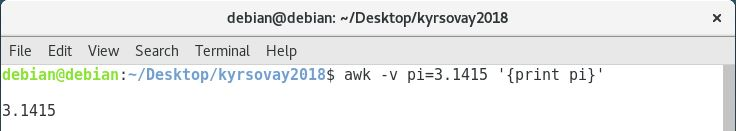 debian@debian: ~/Desktop/kyrsovay2018
File Edit View Search Terminal Help
debian@debian:~/Desktop/kyrsovay2018$ awk -v pi=3.1415 '{print pi}'
3.1415